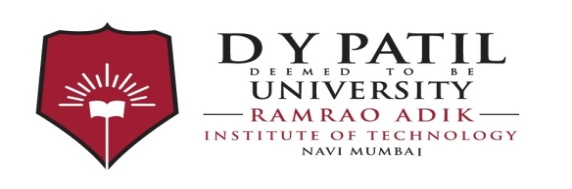 D Y PATIL
DEEMED TO BE
UNIVERSITY
RAMRAO ADIK
INSTITUTE OF TECHNOLOGY
NAVI MUMBAI